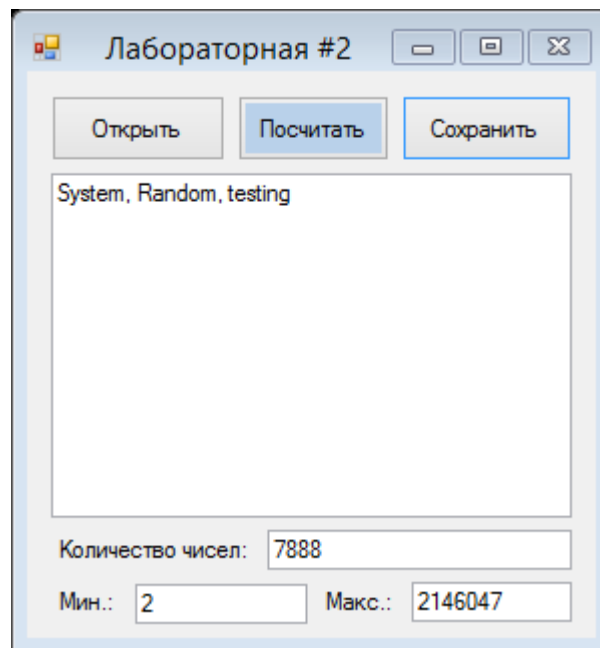 Лабораторная #2
Открыть Посчитать Сохранить
System, Random, testing
Количество чисел: 7888
Мин.: 2 Макс.: 2146047